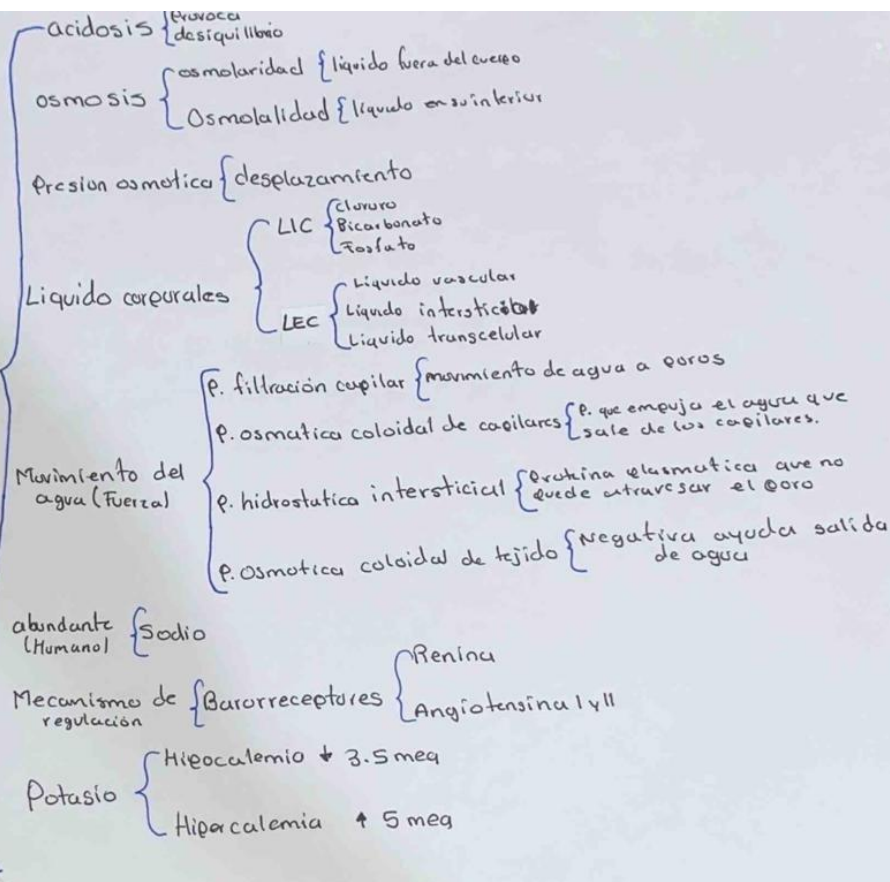 acidosis { Provoca
desiquilibrio
osmosis { osmolaridad { liquido fuera del cuerpo
Osmolalidad { liquido en su interior
Presion osmotica { desplazamiento
Liquido corporales { LIC { Cloruro
Bicarbonato
Fosfato
LEC { Liquido vascular
Liquido intersticial
Liquido transcelular
Movimiento del
agua (Fuerza)
P. filtración capilar { movimiento de agua a poros
P. osmotica coloidal de capilares { P. que empuja el agua que
sale de los capilares.
P. hidrostatica intersticial { Protina plasmatica que no
puede atravesar el poro
P. Osmotica coloidal de tejido { Negativa ayuda salida
de agua
abundante
(Humano) { Sodio
Mecanismo de
regulación { Barorreceptores { Renina
Angiotensina I y II
Potasio { Hipocalemio ↓ 3.5 meq
Hipercalemia ↑ 5 meq